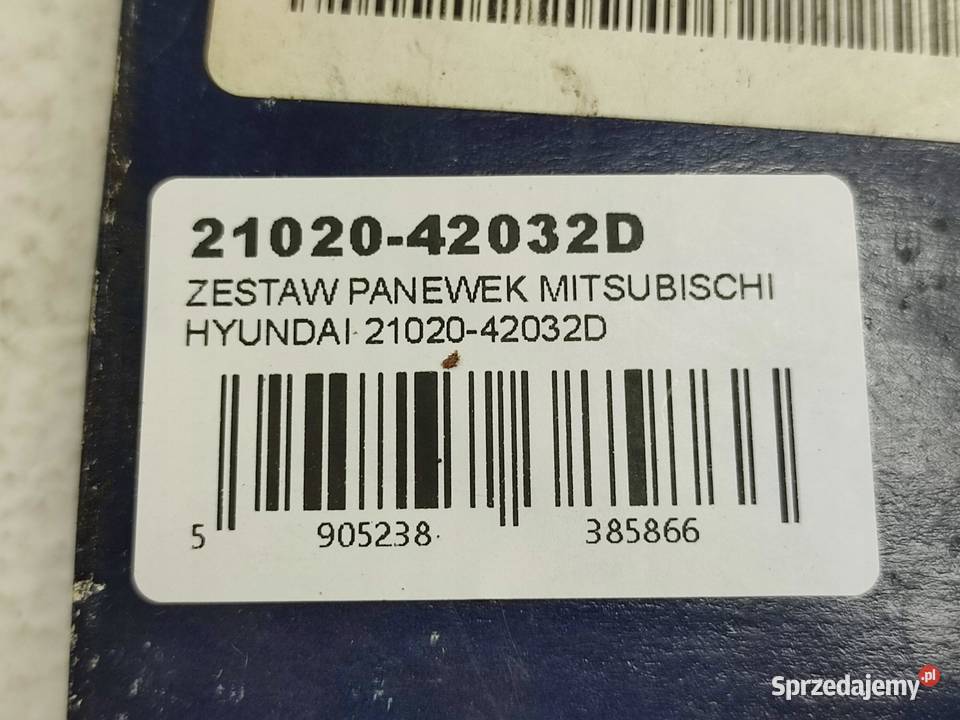 21020-42032D
ZESTAW PANEWEK MITSUBISCHI
HYUNDAI 21020-42032D
5 905238 385866
Sprzedajemy.pl